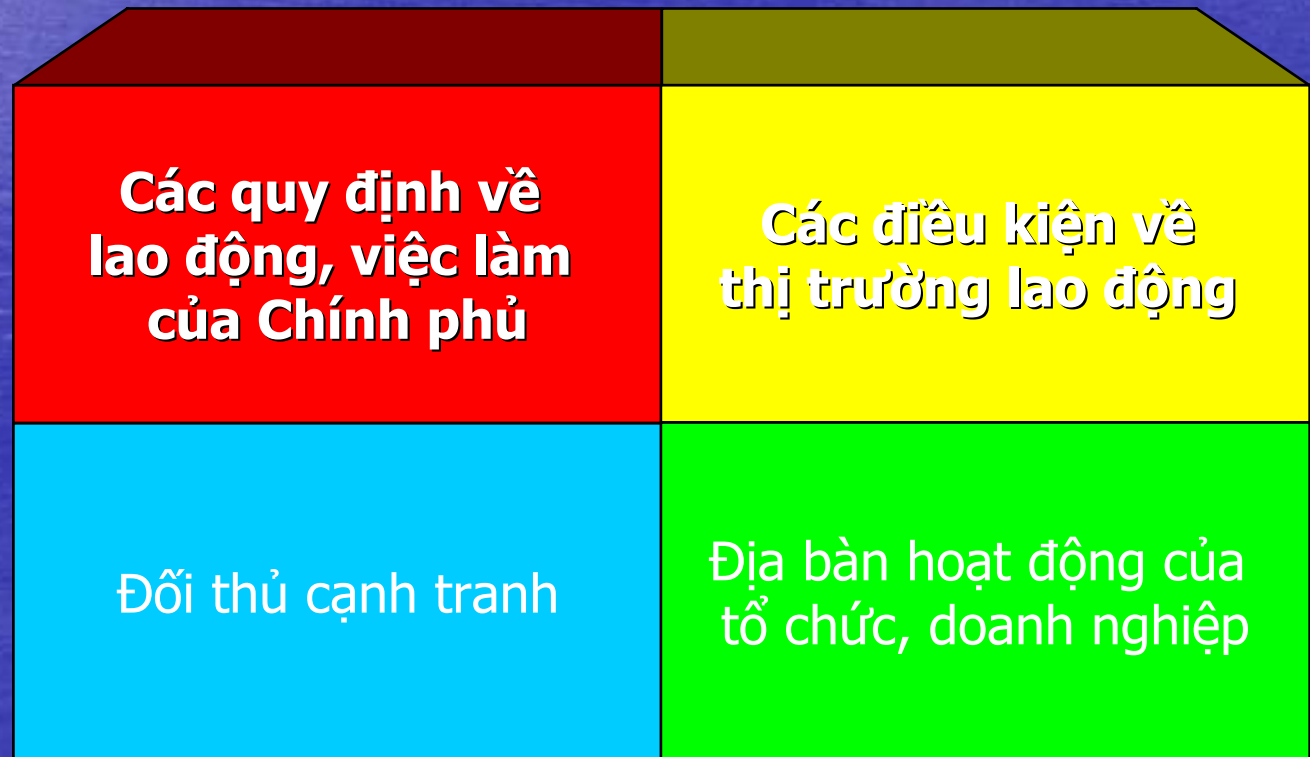 Các quy định về
lao động, việc làm
của Chính phủ
Các điều kiện về
thị trường lao động
Đối thủ cạnh tranh
Địa bàn hoạt động của
tổ chức, doanh nghiệp